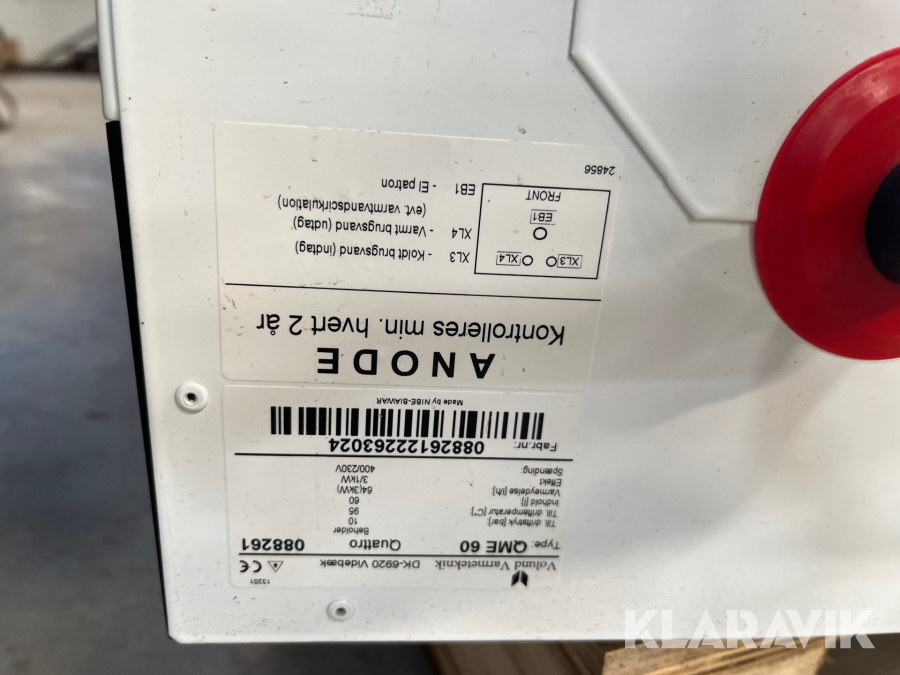 Vølund Varmeteknik DK-6920 Videbæk CE 13201
Type: QME 60 Quattro 088261
Beholder
Till. driftstryk [bar]: 10
Till. driftemperatur [°C]: 95
Indhold [l]: 60
Varmeydelse [l/h]: 64(3kW)
Effekt 3/1kW
Spænding: 400/230V
Fabr.nr: 08826122263024
Made by NIBE-BIAWAR
ANODE
Kontrolleres min. hvert 2 år
XL3 XL4
EB1
FRONT
XL3 - Koldt brugsvand (indtag)
XL4 - Varmt brugsvand (udtag)
(evt. varmtvandscirkulation)
EB1 - El patron
24856
KLARAVIK